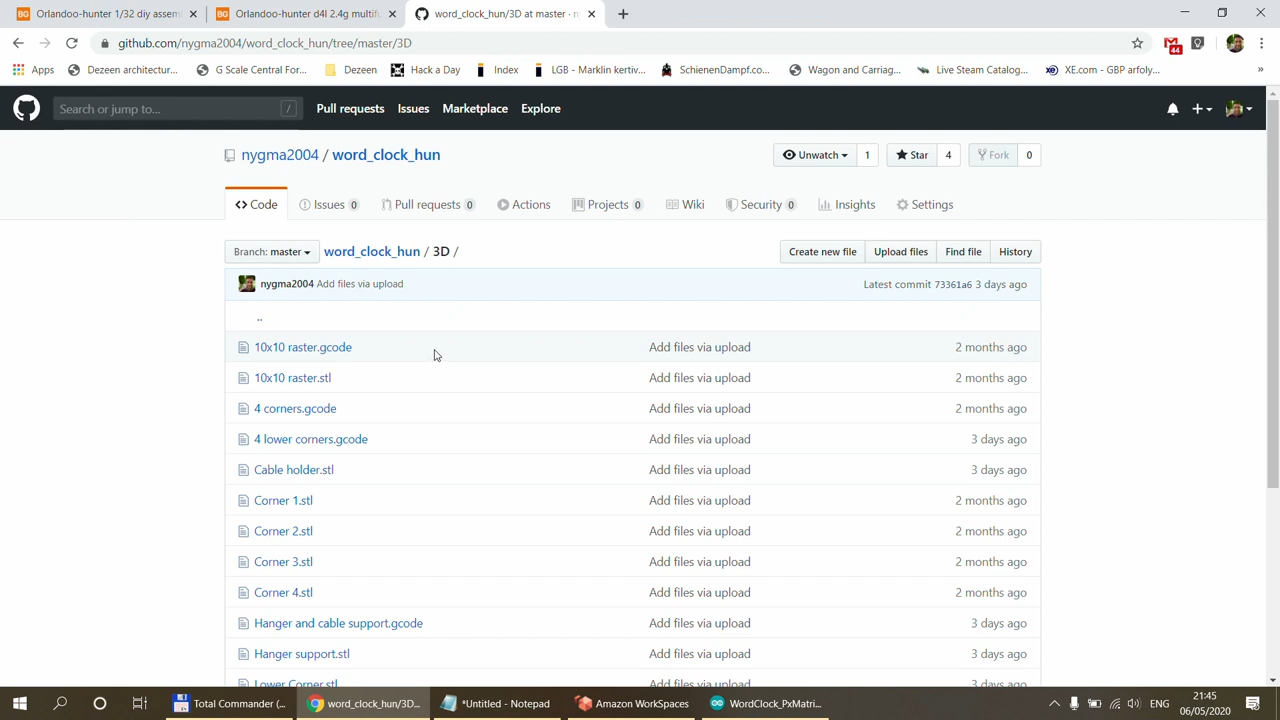 Orlandoo-hunter 1/32 diy assem
Orlandoo-hunter d4l 2.4g multifu
word_clock_hun/3D at master · n
github.com/nygma2004/word_clock_hun/tree/master/3D
44
Apps
Dezeen architectur...
G Scale Central For...
Dezeen
Hack a Day
Index
LGB - Marklin kertiv...
SchienenDampf.co...
Wagon and Carriag...
Live Steam Catalog...
XE.com - GBP arfoly...
»
Search or jump to...
/
Pull requests
Issues
Marketplace
Explore
nygma2004 / word_clock_hun
Unwatch
1
Star
4
Fork
0
Code
Issues 0
Pull requests 0
Actions
Projects 0
Wiki
Security 0
Insights
Settings
Branch: master
word_clock_hun / 3D /
Create new file
Upload files
Find file
History
nygma2004 Add files via upload
Latest commit 73361a6 3 days ago
..
10x10 raster.gcode Add files via upload 2 months ago
10x10 raster.stl Add files via upload 2 months ago
4 corners.gcode Add files via upload 2 months ago
4 lower corners.gcode Add files via upload 3 days ago
Cable holder.stl Add files via upload 3 days ago
Corner 1.stl Add files via upload 2 months ago
Corner 2.stl Add files via upload 2 months ago
Corner 3.stl Add files via upload 2 months ago
Corner 4.stl Add files via upload 2 months ago
Hanger and cable support.gcode Add files via upload 3 days ago
Hanger support.stl Add files via upload 3 days ago
Lower Corner.stl Add files via upload 3 days ago
Total Commander (...
word_clock_hun/3D...
*Untitled - Notepad
Amazon WorkSpaces
WordClock_PxMatri...
ENG
21:45
06/05/2020